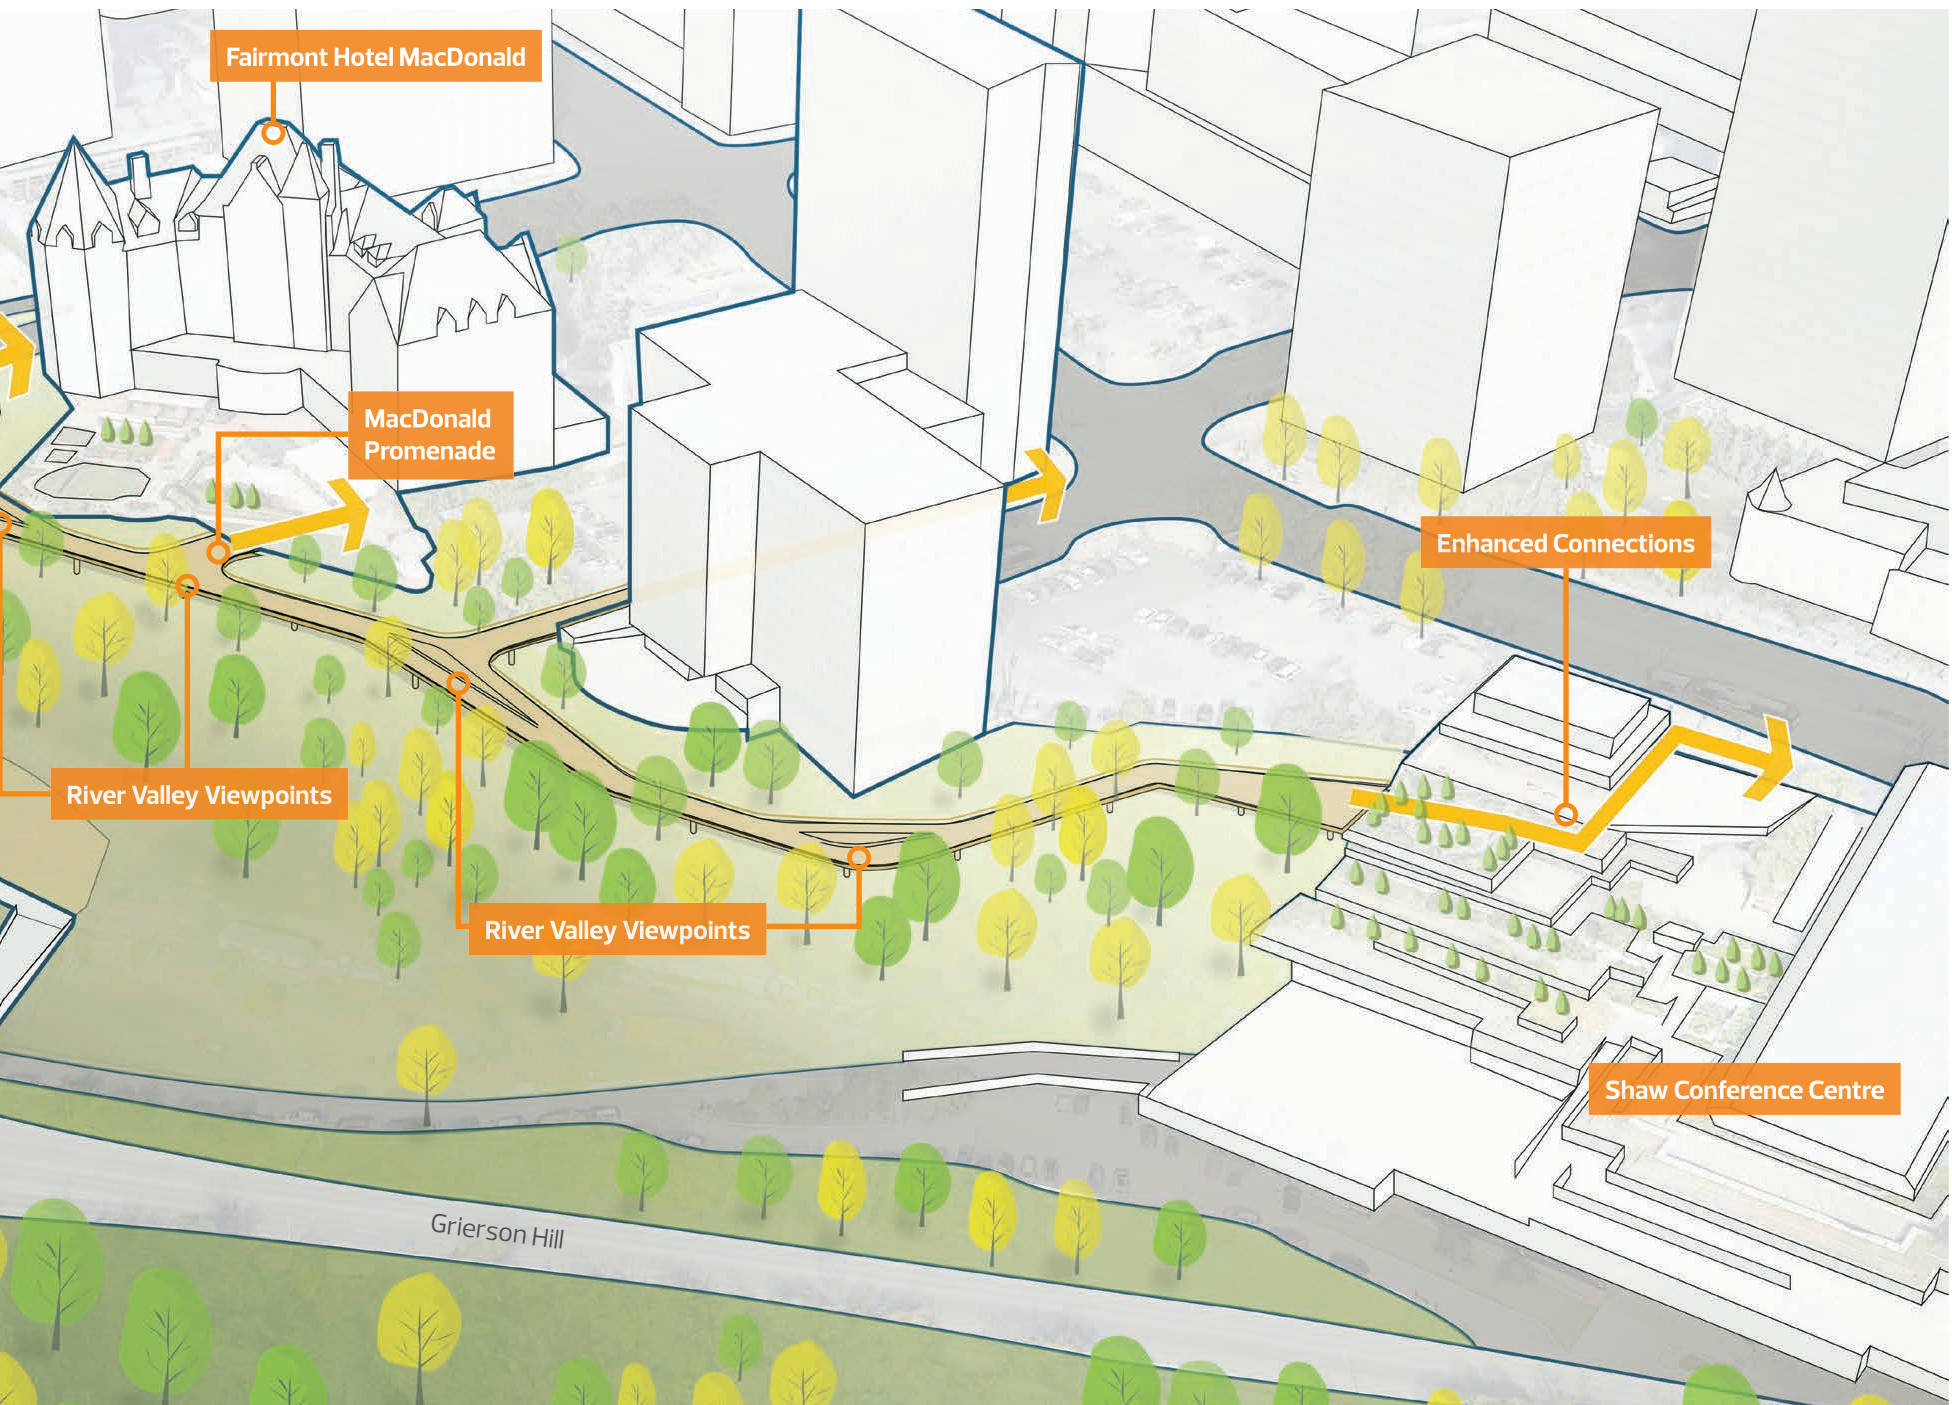 Fairmont Hotel MacDonald
MacDonald
Promenade
Enhanced Connections
River Valley Viewpoints
River Valley Viewpoints
Shaw Conference Centre
Grierson Hill